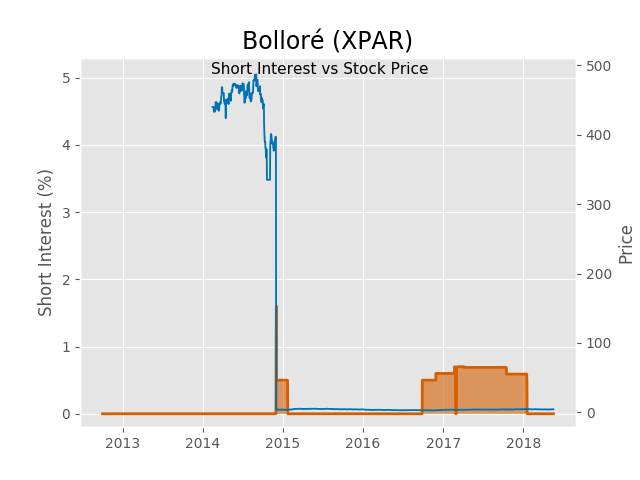 Bolloré (XPAR)
Short Interest vs Stock Price
Short Interest (%)
5
4
3
2
1
0
500
400
300
200
100
0
Price
2013 2014 2015 2016 2017 2018